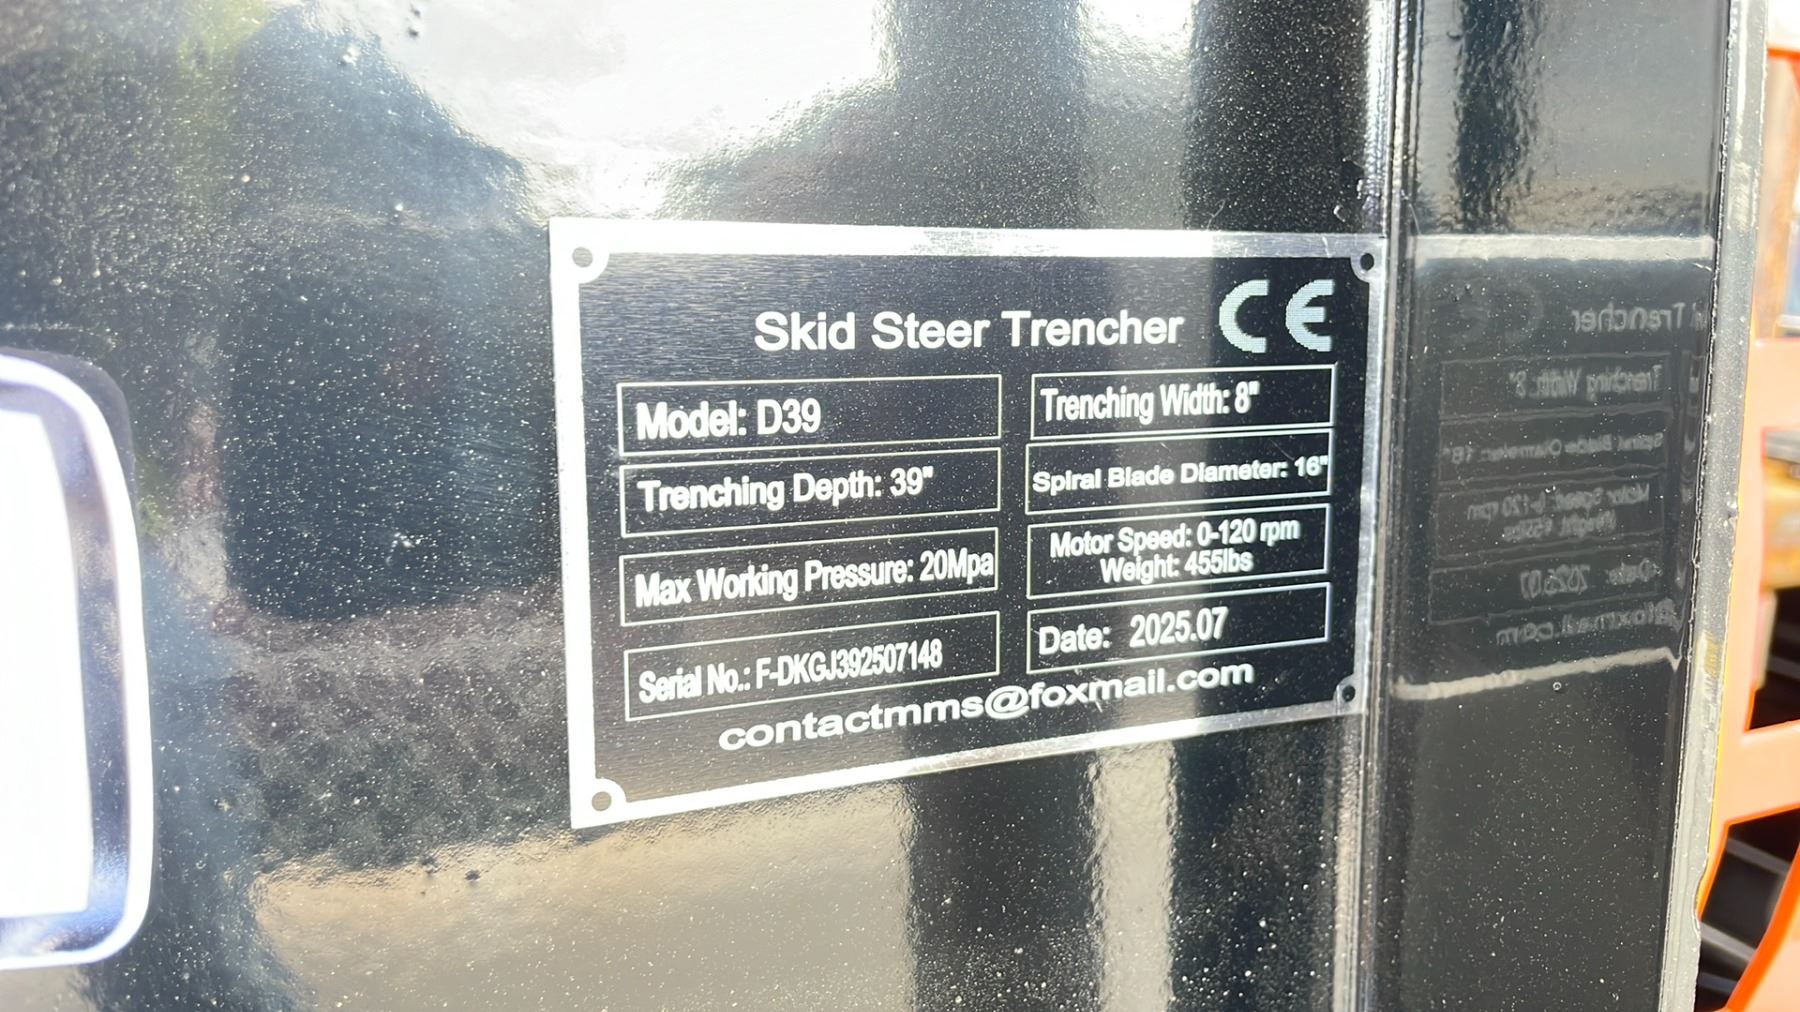 Skid Steer Trencher CE
Model: D39
Trenching Width: 8"
Trenching Depth: 39"
Spiral Blade Diameter: 16"
Max Working Pressure: 20Mpa
Motor Speed: 0-120 rpm
Weight: 455lbs
Serial No.: F-DKGJ392507148
Date: 2025.07
contactmms@foxmail.com